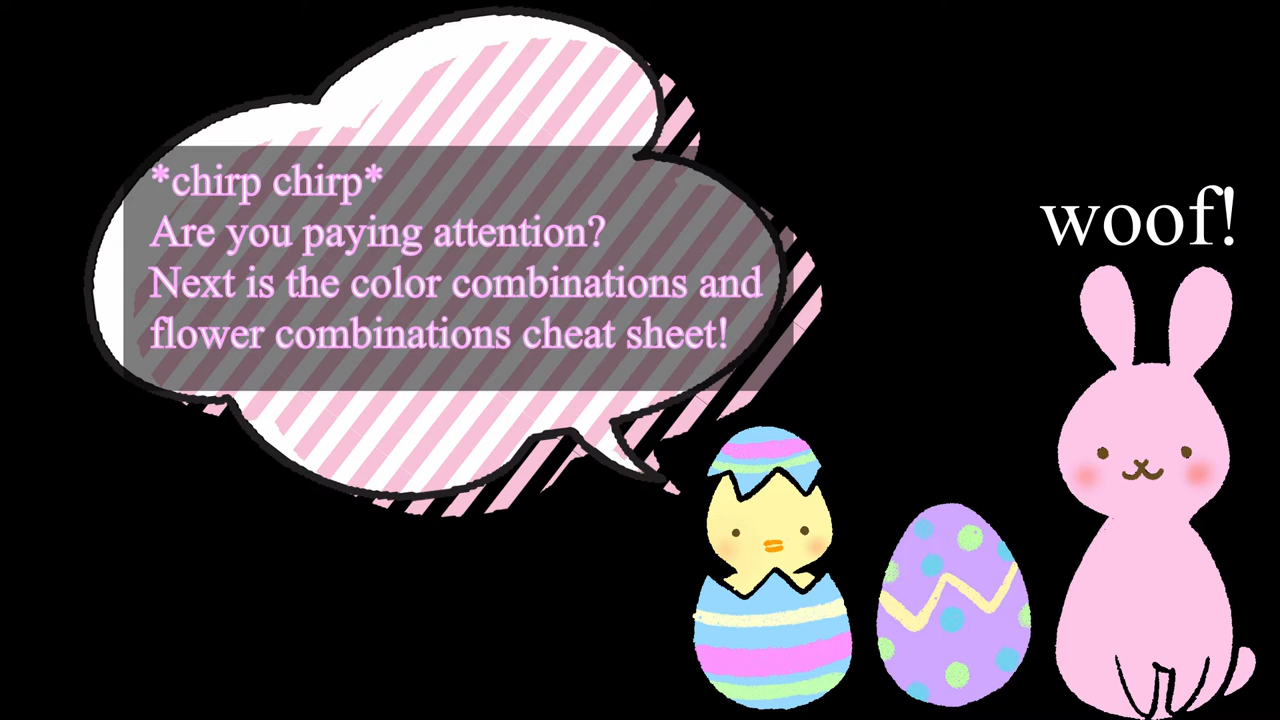 *chirp chirp*
Are you paying attention?
Next is the color combinations and
flower combinations cheat sheet!
woof!